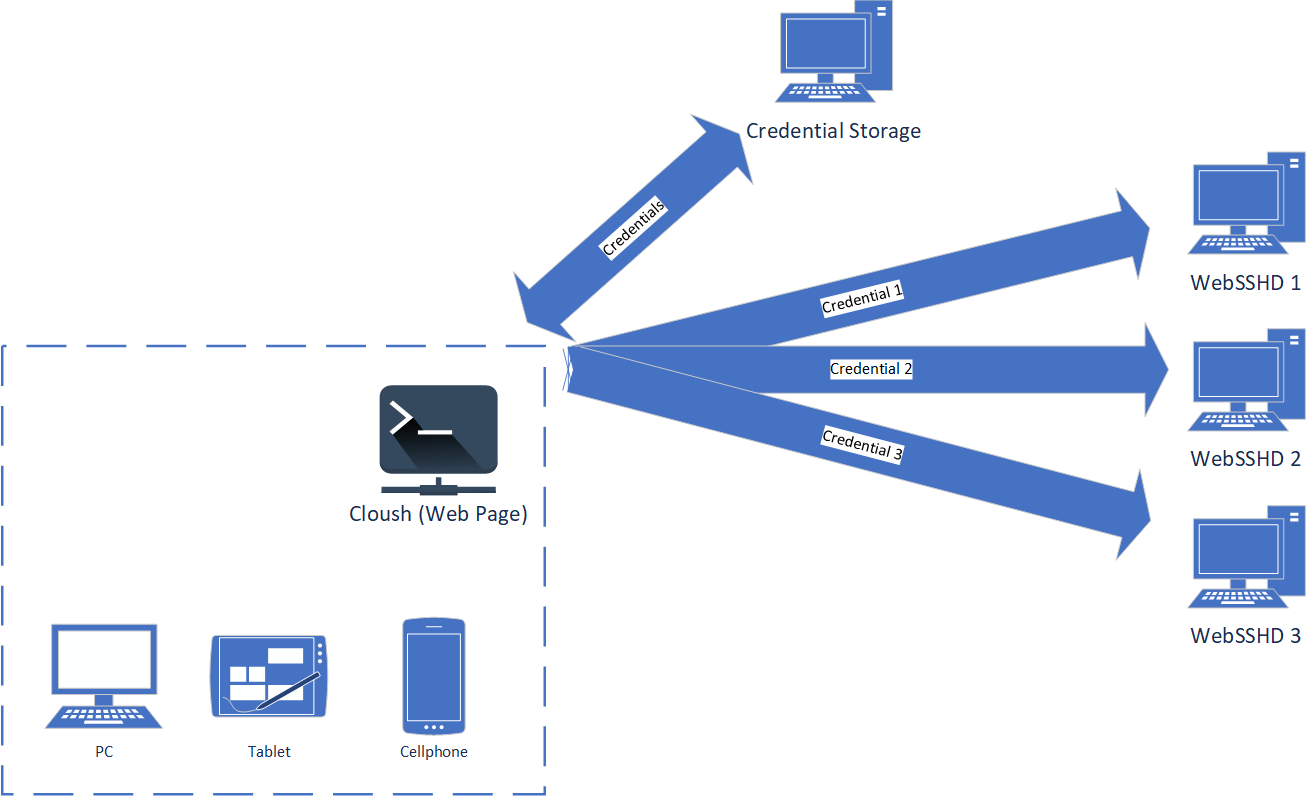 Credential Storage
Credentials
WebSSHD 1
Credential 1
Credential 2
WebSSHD 2
Credential 3
Cloush (Web Page)
WebSSHD 3
PC
Tablet
Cellphone